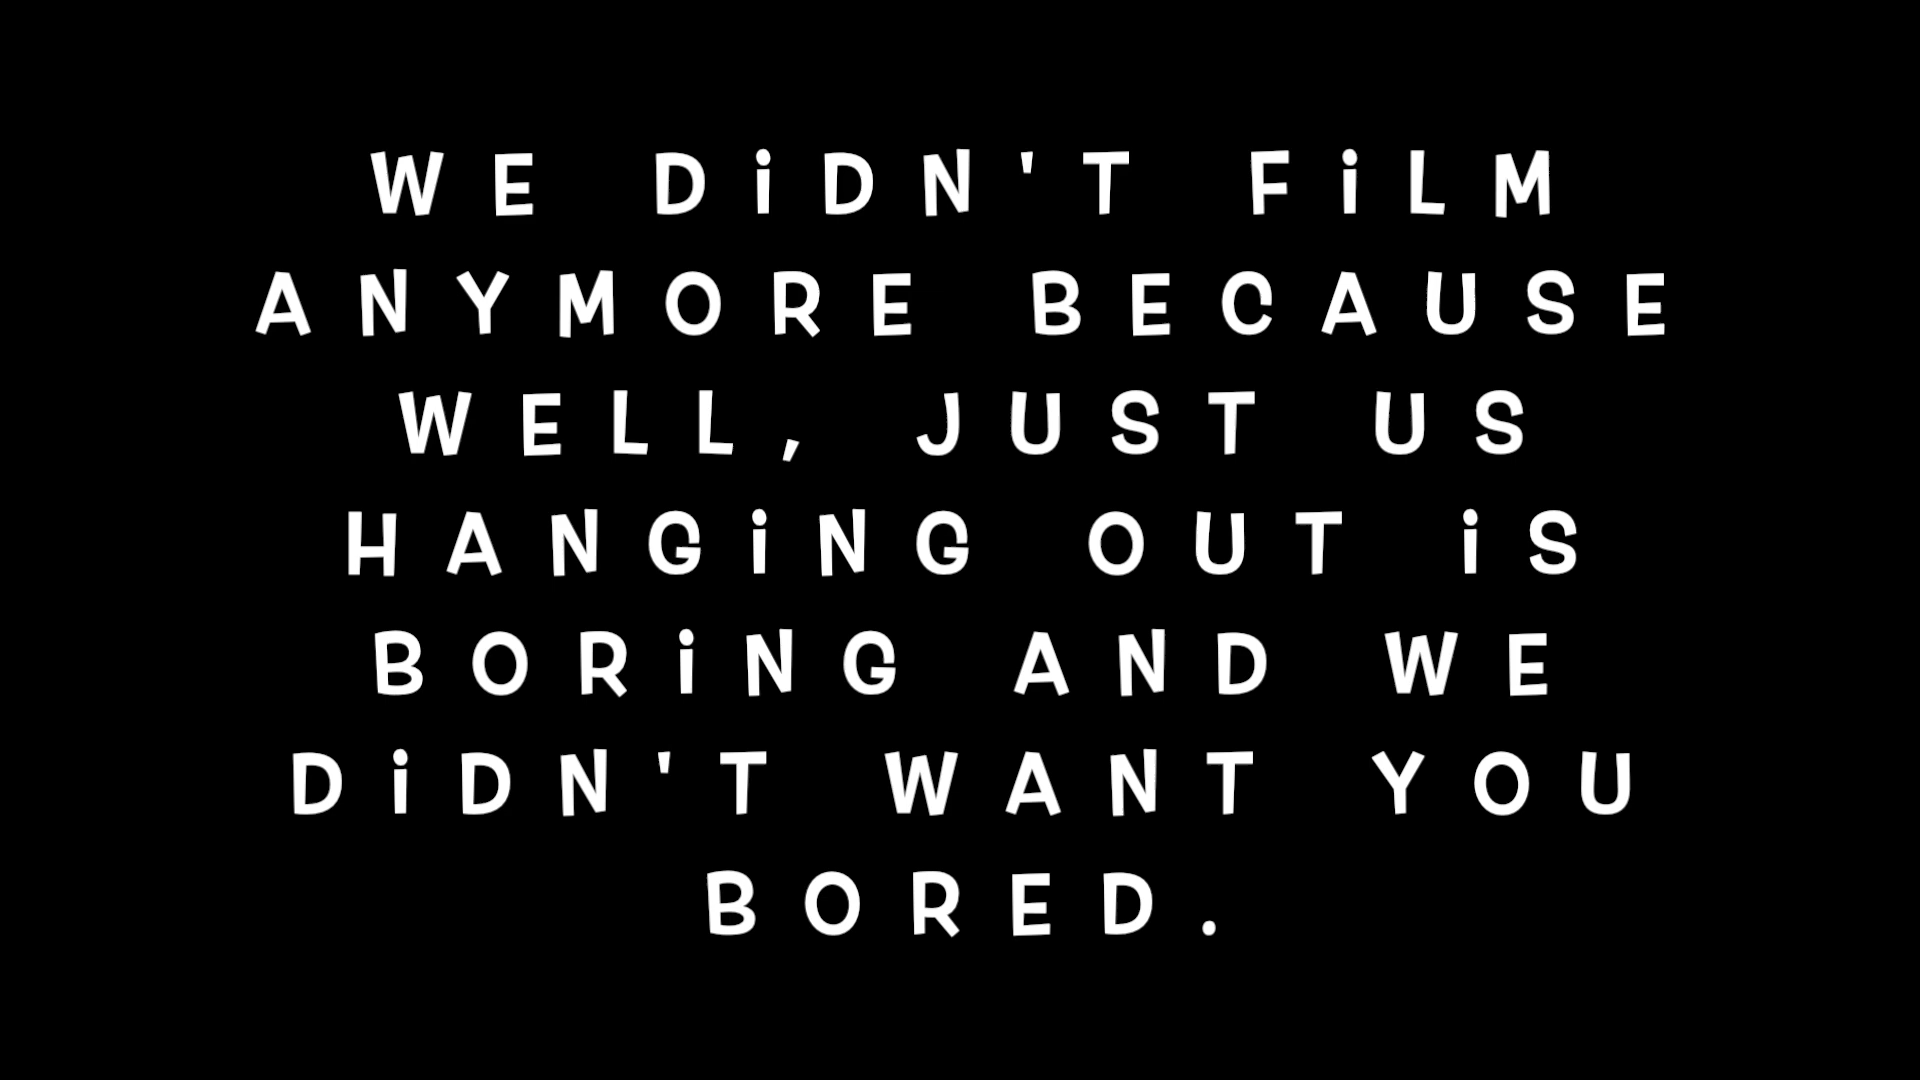 WE DiDN'T FiLM
ANYMORE BECAUSE
WELL, JUST US
HANGiNG OUT iS
BORiNG AND WE
DiDN'T WANT YOU
BORED.